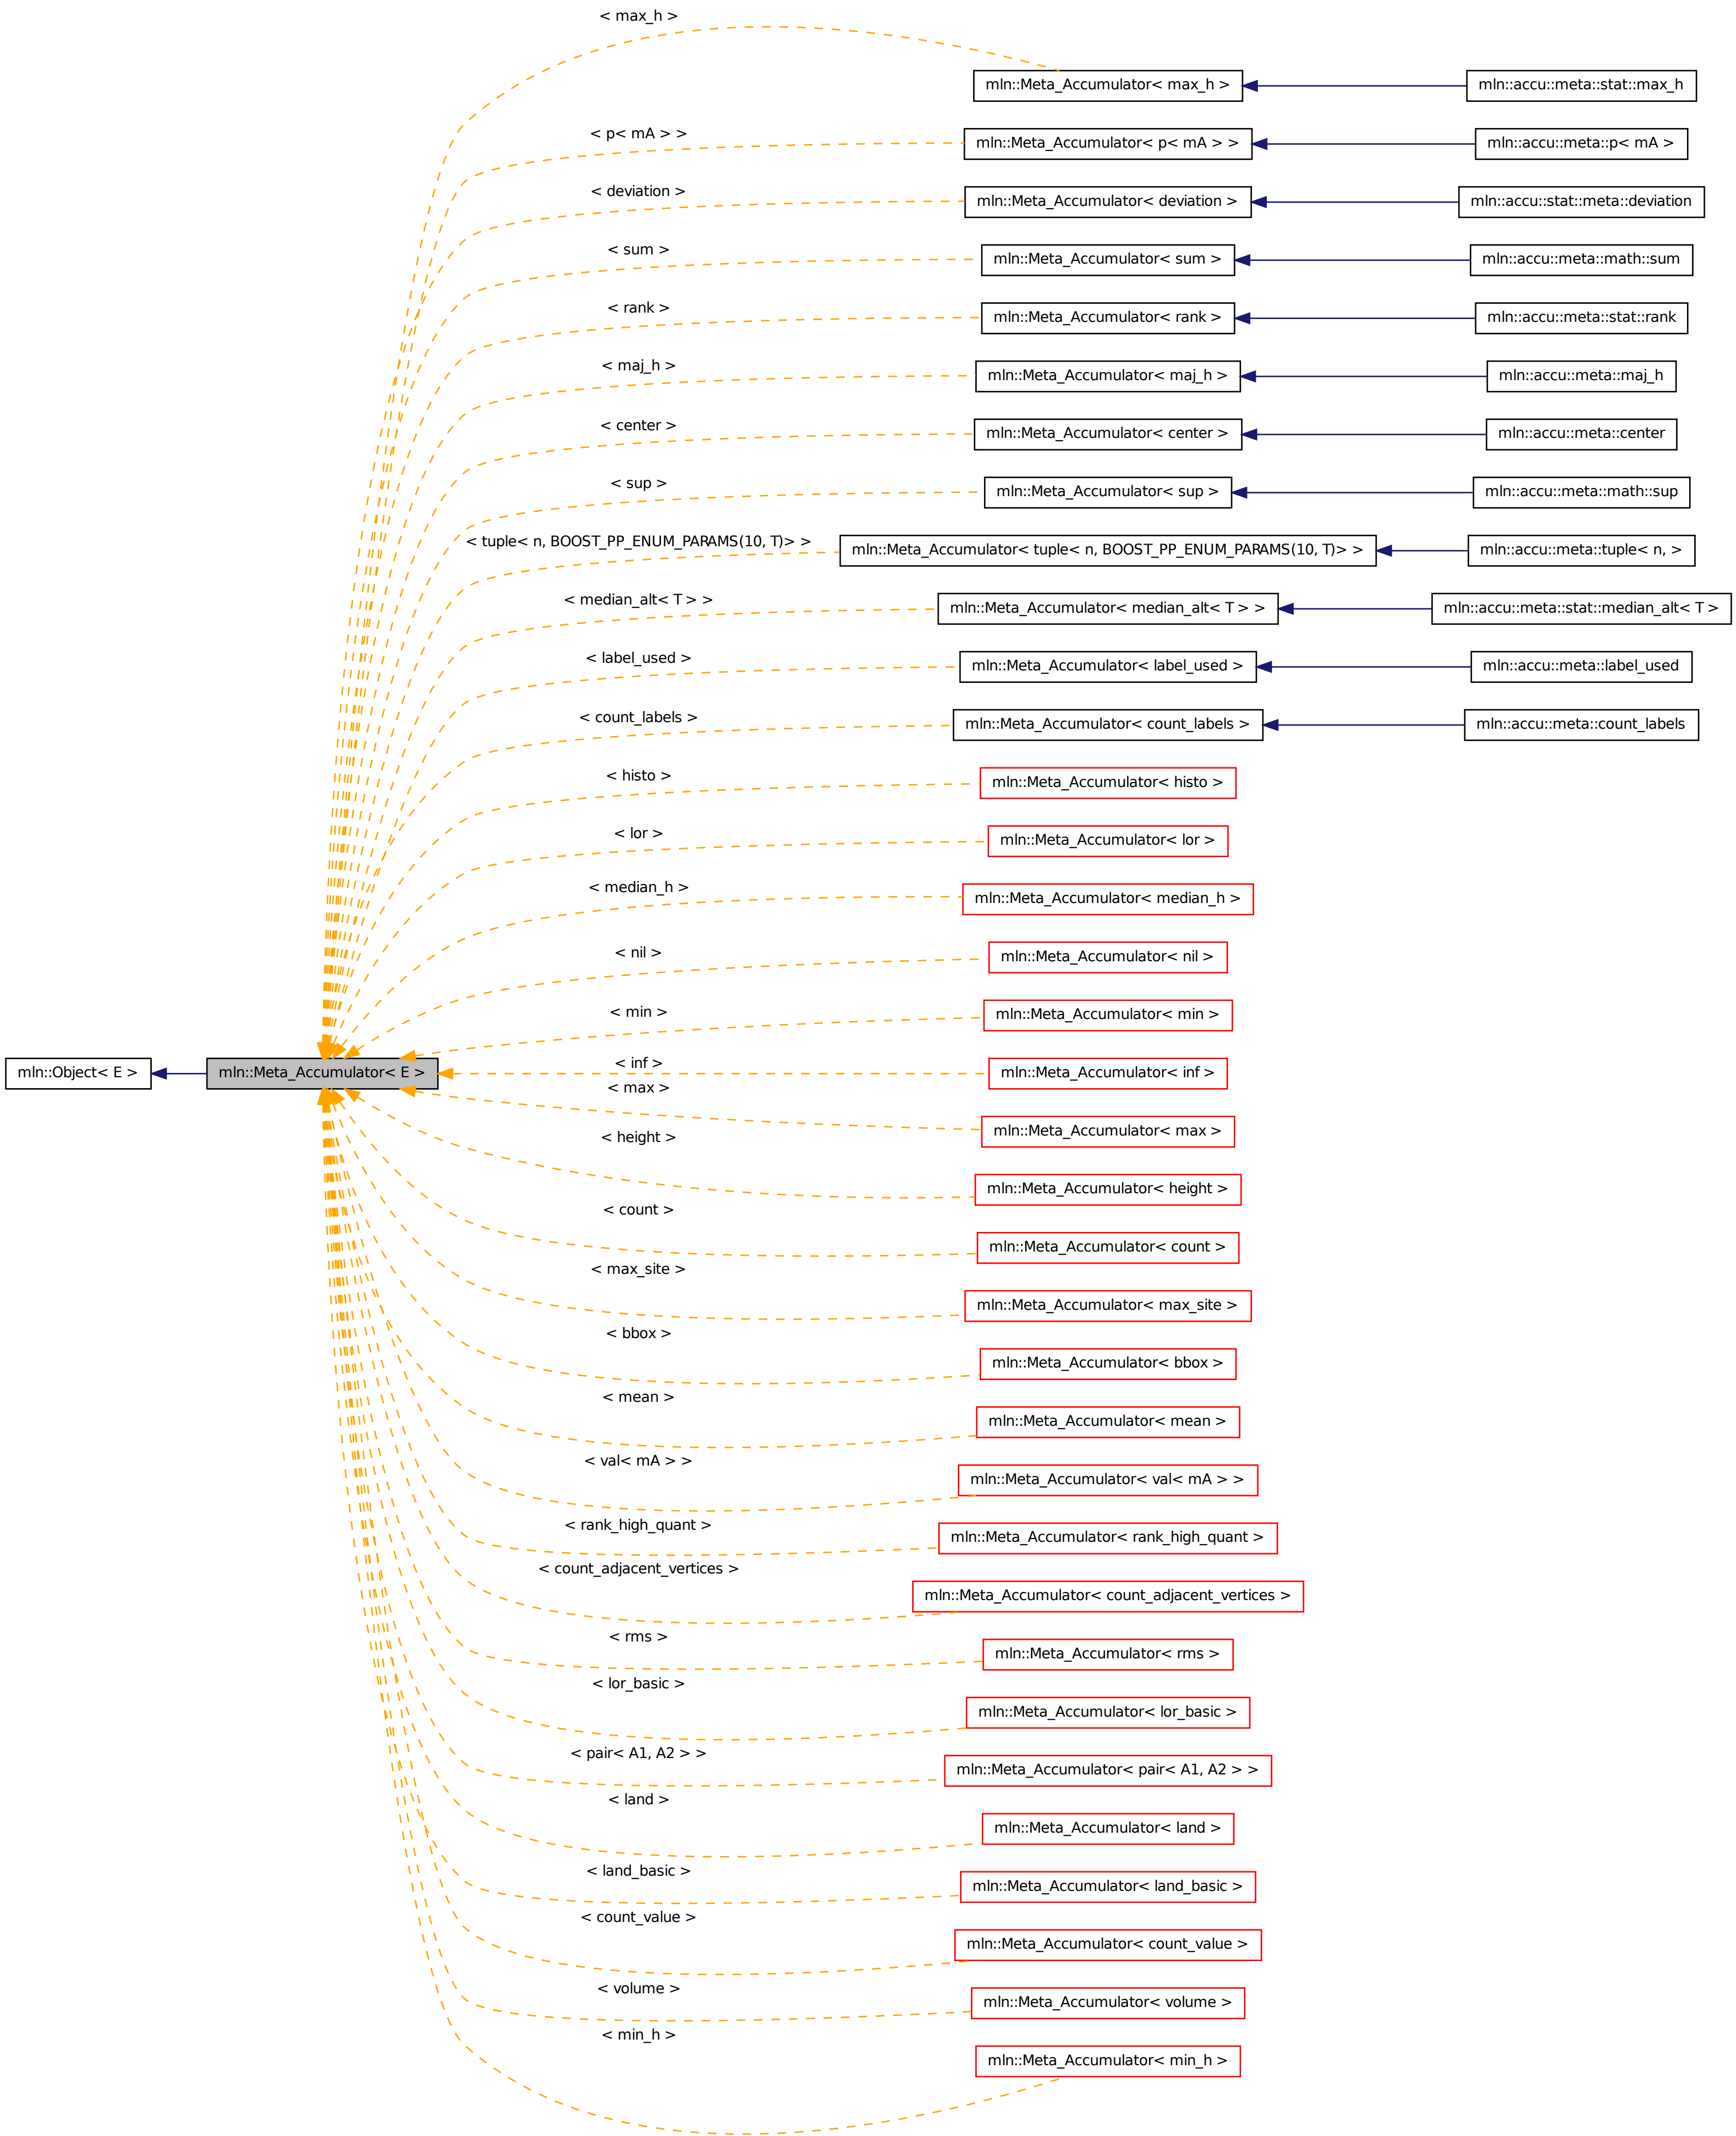 < max_h >
mln::Meta_Accumulator< max_h >
mln::accu::meta::stat::max_h
< p< mA > >
mln::Meta_Accumulator< p< mA > >
mln::accu::meta::p< mA >
< deviation >
mln::Meta_Accumulator< deviation >
mln::accu::stat::meta::deviation
< sum >
mln::Meta_Accumulator< sum >
mln::accu::meta::math::sum
< rank >
mln::Meta_Accumulator< rank >
mln::accu::meta::stat::rank
< maj_h >
mln::Meta_Accumulator< maj_h >
mln::accu::meta::maj_h
< center >
mln::Meta_Accumulator< center >
mln::accu::meta::center
< sup >
mln::Meta_Accumulator< sup >
mln::accu::meta::math::sup
< tuple< n, BOOST_PP_ENUM_PARAMS(10, T)> >
mln::Meta_Accumulator< tuple< n, BOOST_PP_ENUM_PARAMS(10, T)> >
mln::accu::meta::tuple< n, >
< median_alt< T > >
mln::Meta_Accumulator< median_alt< T > >
mln::accu::meta::stat::median_alt< T >
< label_used >
mln::Meta_Accumulator< label_used >
mln::accu::meta::label_used
< count_labels >
mln::Meta_Accumulator< count_labels >
mln::accu::meta::count_labels
< histo >
mln::Meta_Accumulator< histo >
< lor >
mln::Meta_Accumulator< lor >
< median_h >
mln::Meta_Accumulator< median_h >
< nil >
mln::Meta_Accumulator< nil >
< min >
mln::Meta_Accumulator< min >
mln::Object< E >
mln::Meta_Accumulator< E >
< inf >
mln::Meta_Accumulator< inf >
< max >
mln::Meta_Accumulator< max >
< height >
mln::Meta_Accumulator< height >
< count >
mln::Meta_Accumulator< count >
< max_site >
mln::Meta_Accumulator< max_site >
< bbox >
mln::Meta_Accumulator< bbox >
< mean >
mln::Meta_Accumulator< mean >
< val< mA > >
mln::Meta_Accumulator< val< mA > >
< rank_high_quant >
mln::Meta_Accumulator< rank_high_quant >
< count_adjacent_vertices >
mln::Meta_Accumulator< count_adjacent_vertices >
< rms >
mln::Meta_Accumulator< rms >
< lor_basic >
mln::Meta_Accumulator< lor_basic >
< pair< A1, A2 > >
mln::Meta_Accumulator< pair< A1, A2 > >
< land >
mln::Meta_Accumulator< land >
< land_basic >
mln::Meta_Accumulator< land_basic >
< count_value >
mln::Meta_Accumulator< count_value >
< volume >
mln::Meta_Accumulator< volume >
< min_h >
mln::Meta_Accumulator< min_h >